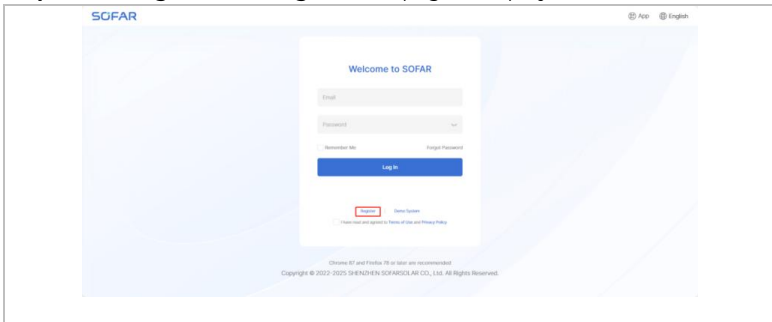 SOFAR
App English
Welcome to SOFAR
Email
Password
Remember Me Forgot Password
Log In
Register Demo System
I have read and agreed to Terms of Use and Privacy Policy
Chrome 87 and Firefox 78 or later are recommended
Copyright © 2022-2025 SHENZHEN SOFARSOLAR CO., Ltd. All Rights Reserved.